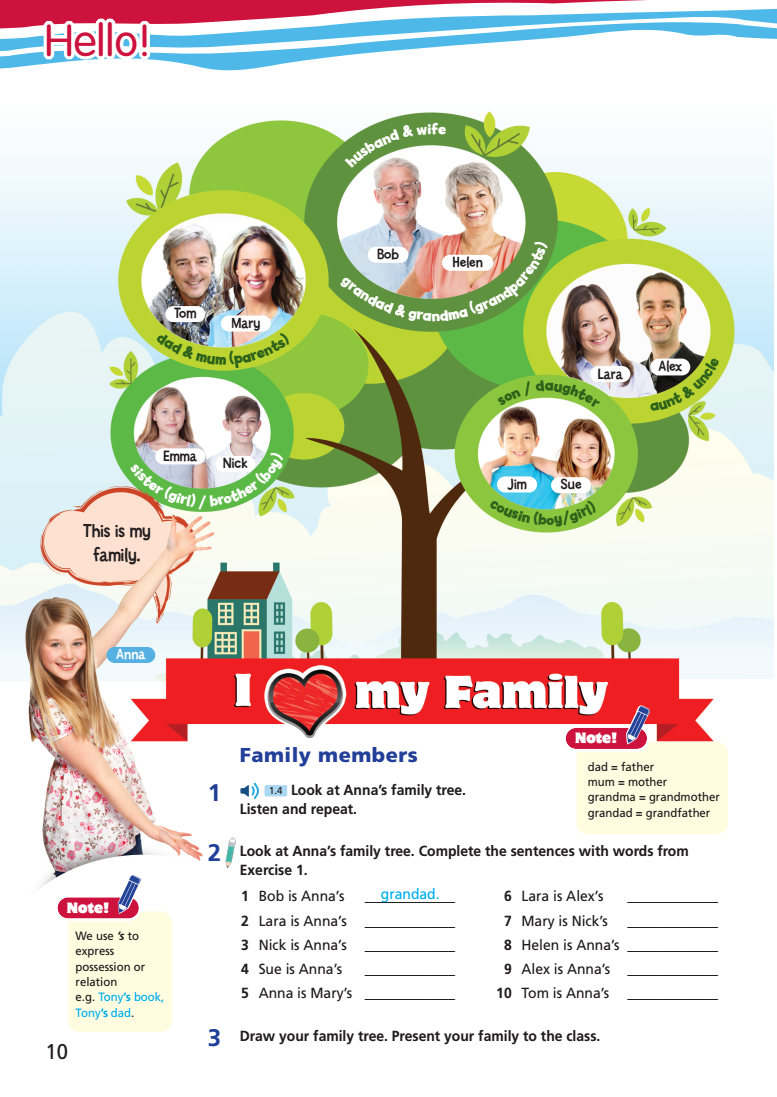 Hello!
husband & wife
Bob
Helen
grandad & grandma (grandparents)
Tom
Mary
dad & mum (parents)
Lara
Alex
aunt & uncle
Emma
Nick
sister (girl) / brother (boy)
son / daughter
Jim
Sue
cousin (boy/girl)
This is my
family.
Anna
I my Family
Note!
dad = father
mum = mother
grandma = grandmother
grandad = grandfather
Family members
1 1.4 Look at Anna's family tree.
Listen and repeat.
2 Look at Anna's family tree. Complete the sentences with words from
Exercise 1.
1 Bob is Anna's grandad.
2 Lara is Anna's
3 Nick is Anna's
4 Sue is Anna's
5 Anna is Mary's
6 Lara is Alex's
7 Mary is Nick's
8 Helen is Anna's
9 Alex is Anna's
10 Tom is Anna's
Note!
We use 's to
express
possession or
relation
e.g. Tony's book,
Tony's dad.
3 Draw your family tree. Present your family to the class.
10